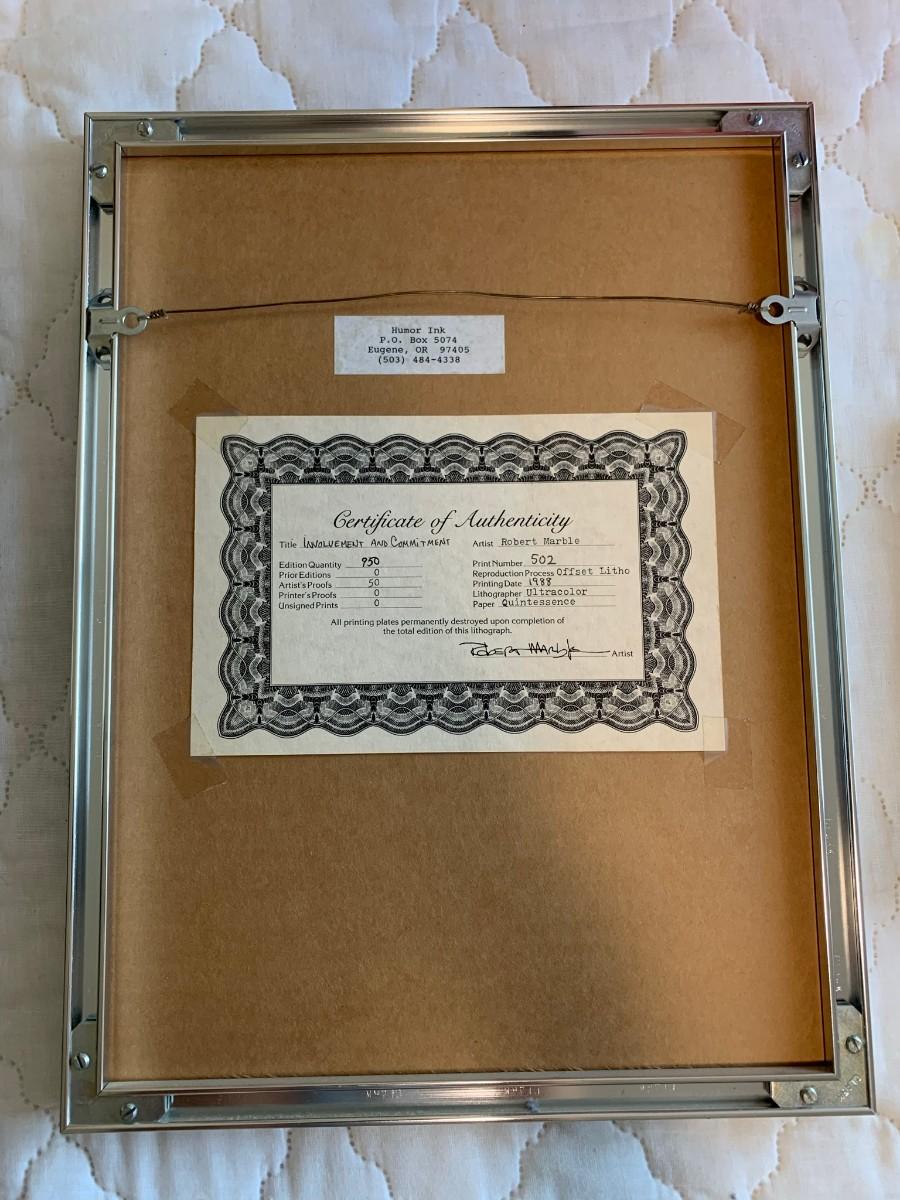 Humor Ink
P.O. Box 5074
Eugene, OR 97405
(503) 484-4338
Certificate of Authenticity
Title INVOLVEMENT AND COMMITMENT
Artist Robert Marble
Edition Quantity 950
Prior Editions 0
Artist's Proofs 50
Printer's Proofs 0
Unsigned Prints 0
Print Number 502
Reproduction Process Offset Litho
Printing Date 1988
Lithographer Ultracolor
Paper Quintessence
All printing plates permanently destroyed upon completion of
the total edition of this lithograph.
Robert Marble Artist